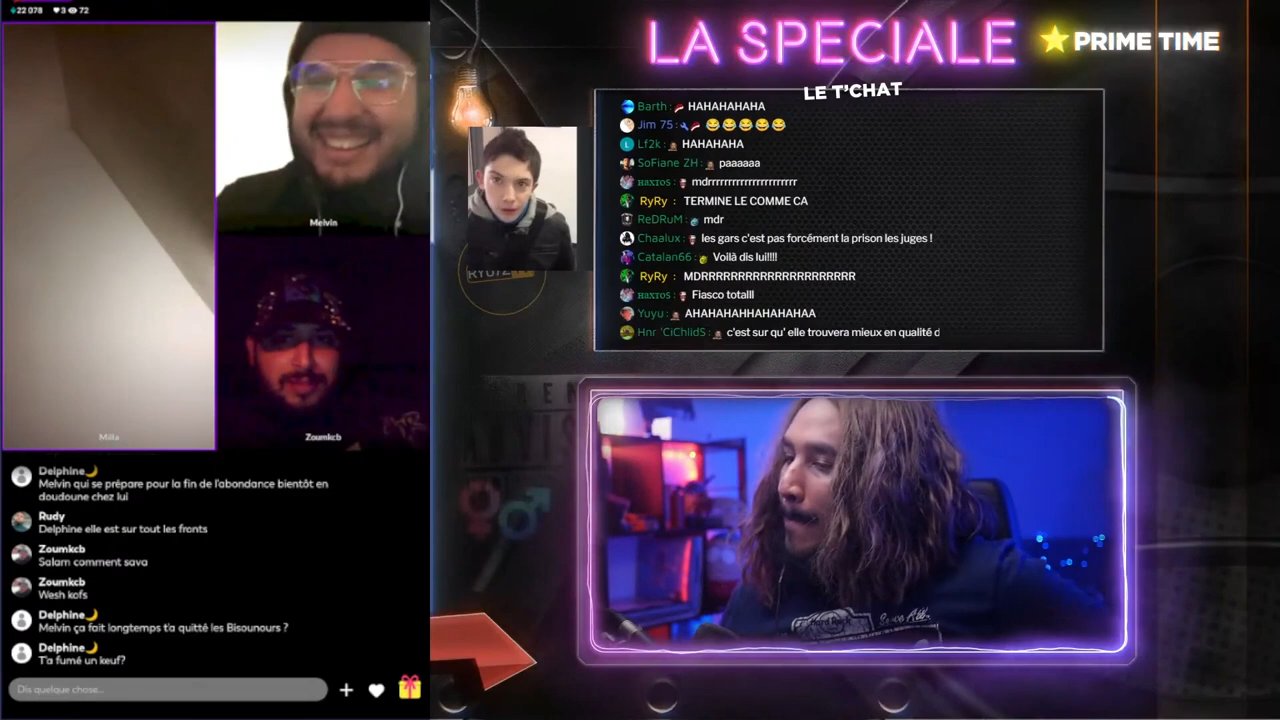 22 078 3 72
Melvin
Milla
Zoumkcb
Delphine🌙
Melvin qui se prépare pour la fin de l'abondance bientôt en
doudoune chez lui
Rudy
Delphine elle est sur tout les fronts
Zoumkcb
Salam comment sava
Zoumkcb
Wesh kofs
Delphine🌙
Melvin ça fait longtemps t'a quitté les Bisounours ?
Delphine🌙
T'a fumé un keuf?
Dis quelque chose...
LA SPECIALE
PRIME TIME
LE T'CHAT
Barth : HAHAHAHAHA
Jim 75 : 😂😂😂😂😂
Lf2k : HAHAHAHA
SoFiane ZH : paaaaaa
ʜᴀxᴛᴏs : mdrrrrrrrrrrrrrrrrrrrrr
RyRy : TERMINE LE COMME CA
ReDRuM : mdr
Chaalux : les gars c'est pas forcément la prison les juges !
Catalan66 : Voilà dis lui!!!!
RyRy : MDRRRRRRRRRRRRRRRRRRRR
ʜᴀxᴛᴏs : Fiasco totalll
Yuyu : AHAHAHAHHAHAHAHAA
Hnr 'CiChlidS : c'est sur qu' elle trouvera mieux en qualité d
Hard Rock